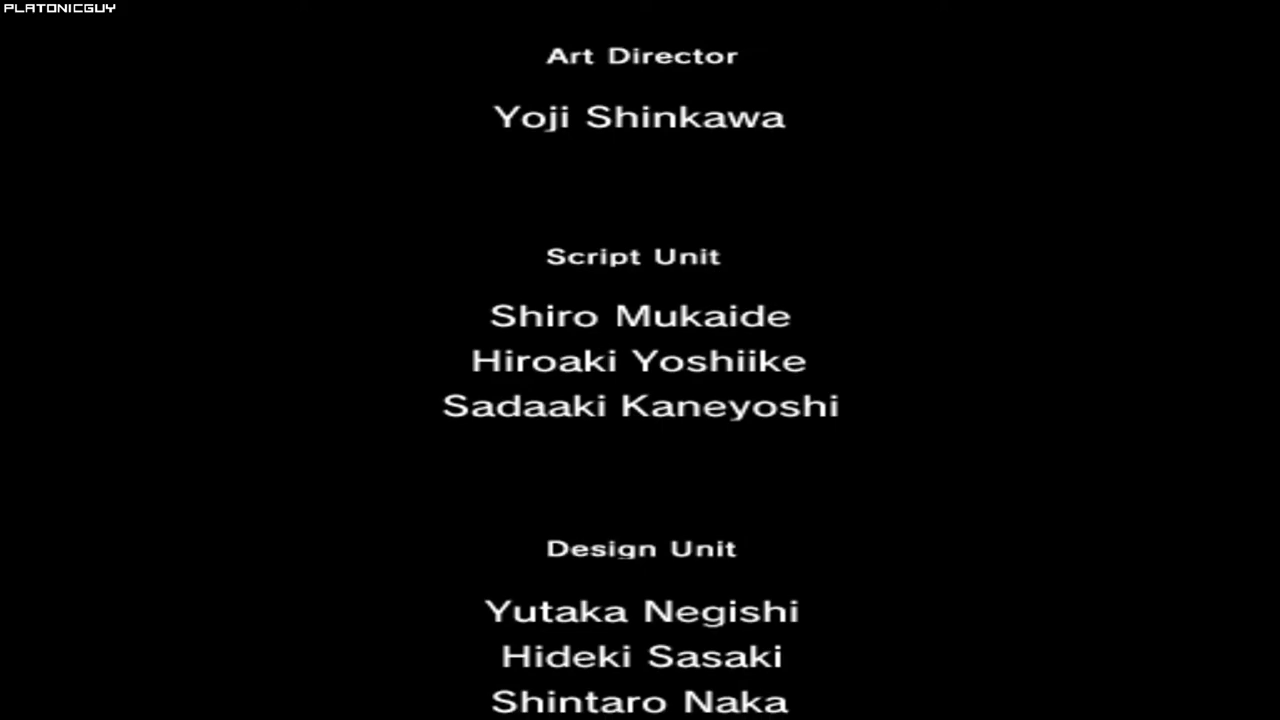 PLATONICGUY
Art Director
Yoji Shinkawa
Script Unit
Shiro Mukaide
Hiroaki Yoshiike
Sadaaki Kaneyoshi
Design Unit
Yutaka Negishi
Hideki Sasaki
Shintaro Naka